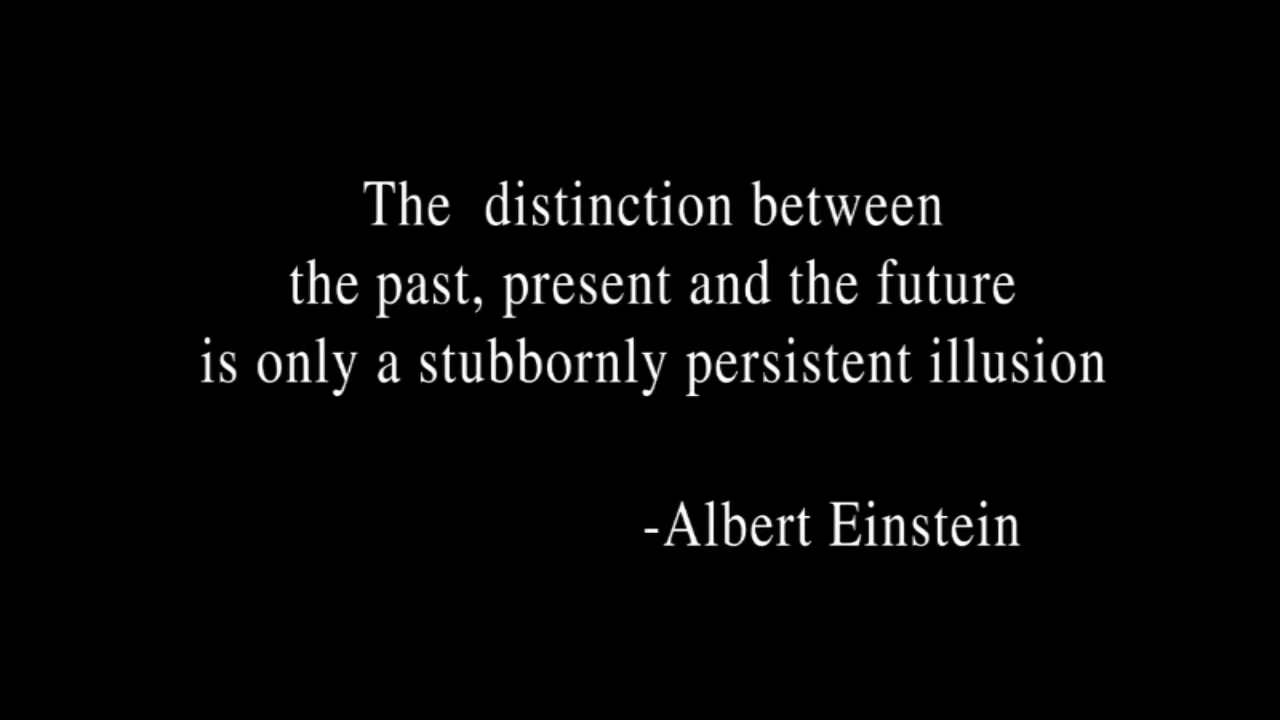 The  distinction between
the past, present and the future
is only a stubbornly persistent illusion
-Albert Einstein